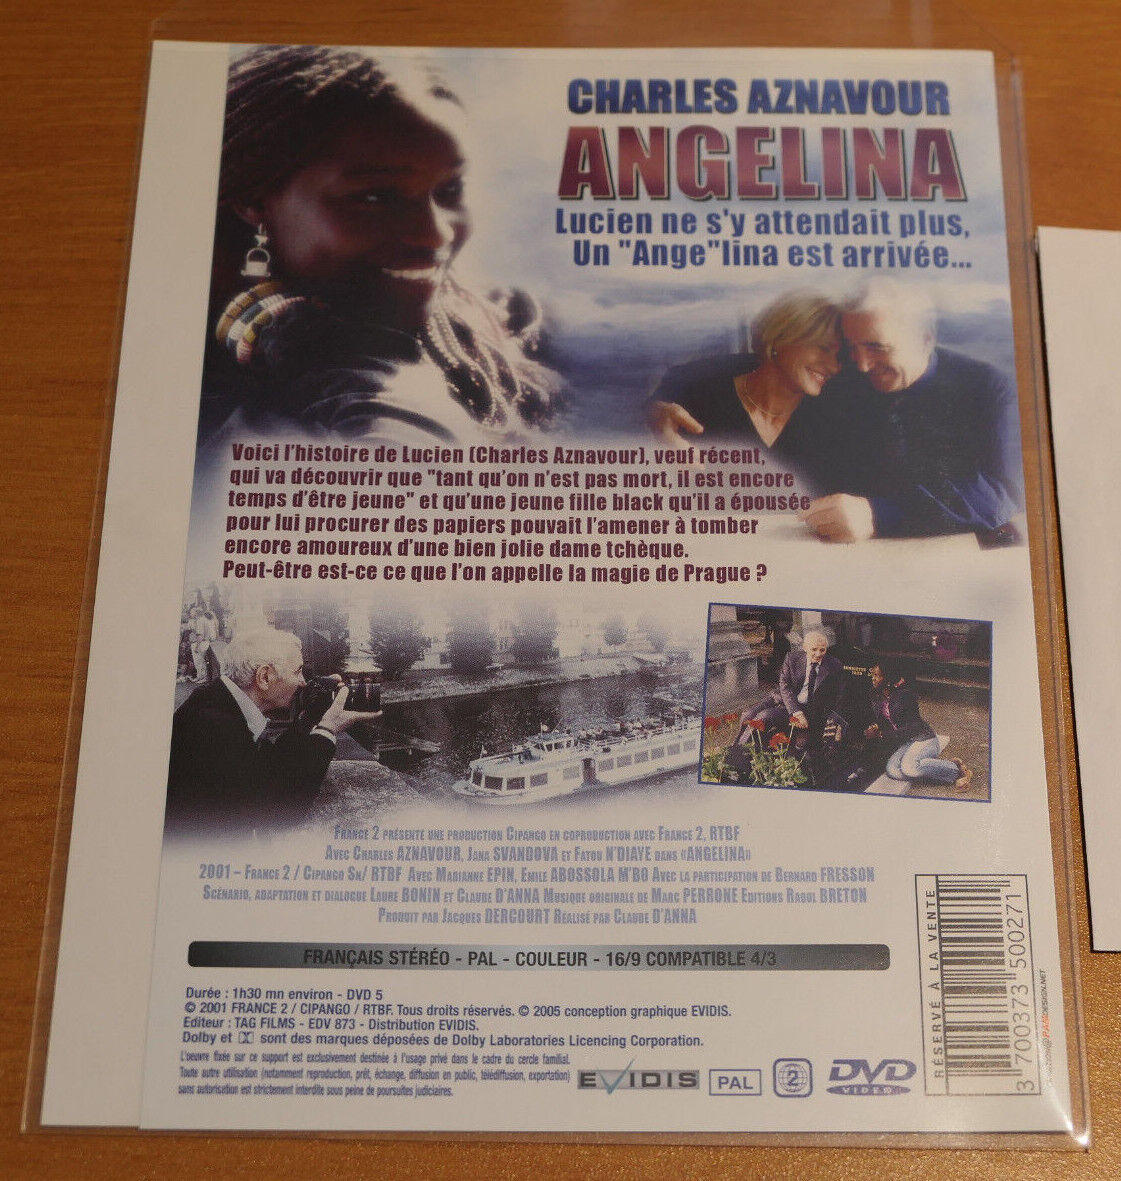 CHARLES AZNAVOUR
ANGELINA
Lucien ne s'y attendait plus,
Un "Ange"lina est arrivée...
Voici l'histoire de Lucien (Charles Aznavour), veuf récent,
qui va découvrir que "tant qu'on n'est pas mort, il est encore
temps d'être jeune" et qu'une jeune fille black qu'il a épousée
pour lui procurer des papiers pouvait l'amener à tomber
encore amoureux d'une bien jolie dame tchèque.
Peut-être est-ce ce que l'on appelle la magie de Prague ?
FRANCE 2 PRÉSENTE UNE PRODUCTION CIPANGO EN COPRODUCTION AVEC FRANCE 2, RTBF
AVEC CHARLES AZNAVOUR, JANA SVANDOVA ET FATOU N'DIAYE DANS «ANGELINA»
2001 – FRANCE 2 / CIPANGO SN/ RTBF AVEC MARIANNE EPIN, EMILE ABOSSOLA M'BO AVEC LA PARTICIPATION DE BERNARD FRESSON
SCÉNARIO, ADAPTATION ET DIALOGUE LAURE BONIN ET CLAUDE D'ANNA MUSIQUE ORIGINALE DE MARC PERRONE EDITIONS RAOUL BRETON
PRODUIT PAR JACQUES DERCOURT RÉALISÉ PAR CLAUDE D'ANNA
FRANÇAIS STÉRÉO - PAL - COULEUR - 16/9 COMPATIBLE 4/3
Durée : 1h30 mn environ - DVD 5
© 2001 FRANCE 2 / CIPANGO / RTBF. Tous droits réservés. © 2005 conception graphique EVIDIS.
Editeur : TAG FILMS - EDV 873 - Distribution EVIDIS.
Dolby et sont des marques déposées de Dolby Laboratories Licencing Corporation.
L'oeuvre fixée sur ce support est exclusivement destinée à l'usage privé dans le cadre du cercle familial.
Toute autre utilisation (notamment reproduction, prêt, échange, diffusion en public, télédiffusion, exportation)
sans autorisation est strictement interdite sous peine de poursuites judiciaires.
EVIDIS
PAL
2
DVD
VIDEO
RÉSERVÉ À LA VENTE
3 700373 500271